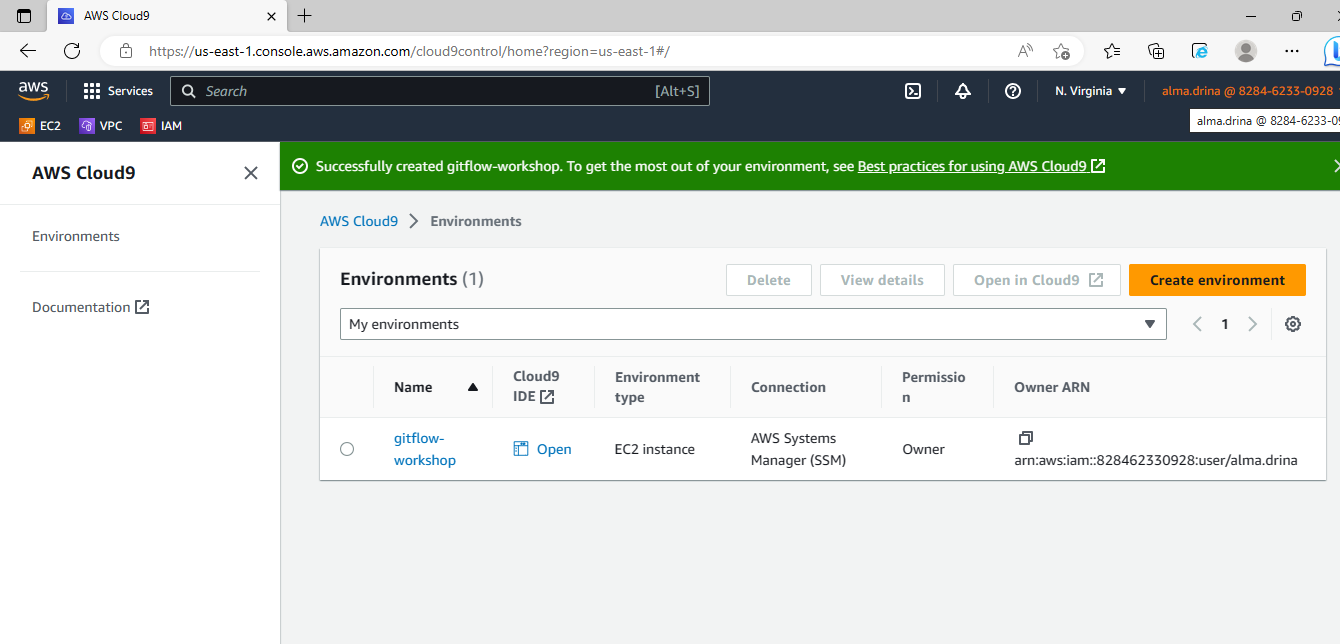 AWS Cloud9
https://us-east-1.console.aws.amazon.com/cloud9control/home?region=us-east-1#/
aws
Services
Search
[Alt+S]
N. Virginia
alma.drina @ 8284-6233-0928
EC2
VPC
IAM
alma.drina @ 8284-6233-09
AWS Cloud9
Environments
Documentation
Successfully created gitflow-workshop. To get the most out of your environment, see Best practices for using AWS Cloud9
AWS Cloud9 > Environments
Environments (1)
Delete
View details
Open in Cloud9
Create environment
My environments
1
Name
Cloud9
IDE
Environment
type
Connection
Permissio
n
Owner ARN
gitflow-
workshop
Open
EC2 instance
AWS Systems
Manager (SSM)
Owner
arn:aws:iam::828462330928:user/alma.drina